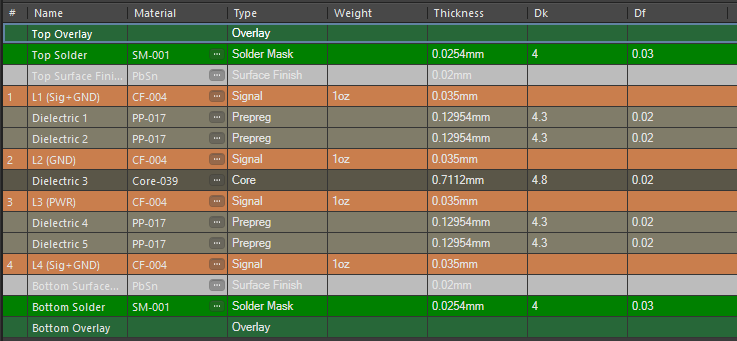 # Name Material Type Weight Thickness Dk Df
Top Overlay Overlay
Top Solder SM-001 ... Solder Mask 0.0254mm 4 0.03
Top Surface Fini... PbSn ... Surface Finish 0.02mm
1 L1 (Sig+GND) CF-004 ... Signal 1oz 0.035mm
Dielectric 1 PP-017 ... Prepreg 0.12954mm 4.3 0.02
Dielectric 2 PP-017 ... Prepreg 0.12954mm 4.3 0.02
2 L2 (GND) CF-004 ... Signal 1oz 0.035mm
Dielectric 3 Core-039 ... Core 0.7112mm 4.8 0.02
3 L3 (PWR) CF-004 ... Signal 1oz 0.035mm
Dielectric 4 PP-017 ... Prepreg 0.12954mm 4.3 0.02
Dielectric 5 PP-017 ... Prepreg 0.12954mm 4.3 0.02
4 L4 (Sig+GND) CF-004 ... Signal 1oz 0.035mm
Bottom Surface... PbSn ... Surface Finish 0.02mm
Bottom Solder SM-001 ... Solder Mask 0.0254mm 4 0.03
Bottom Overlay Overlay